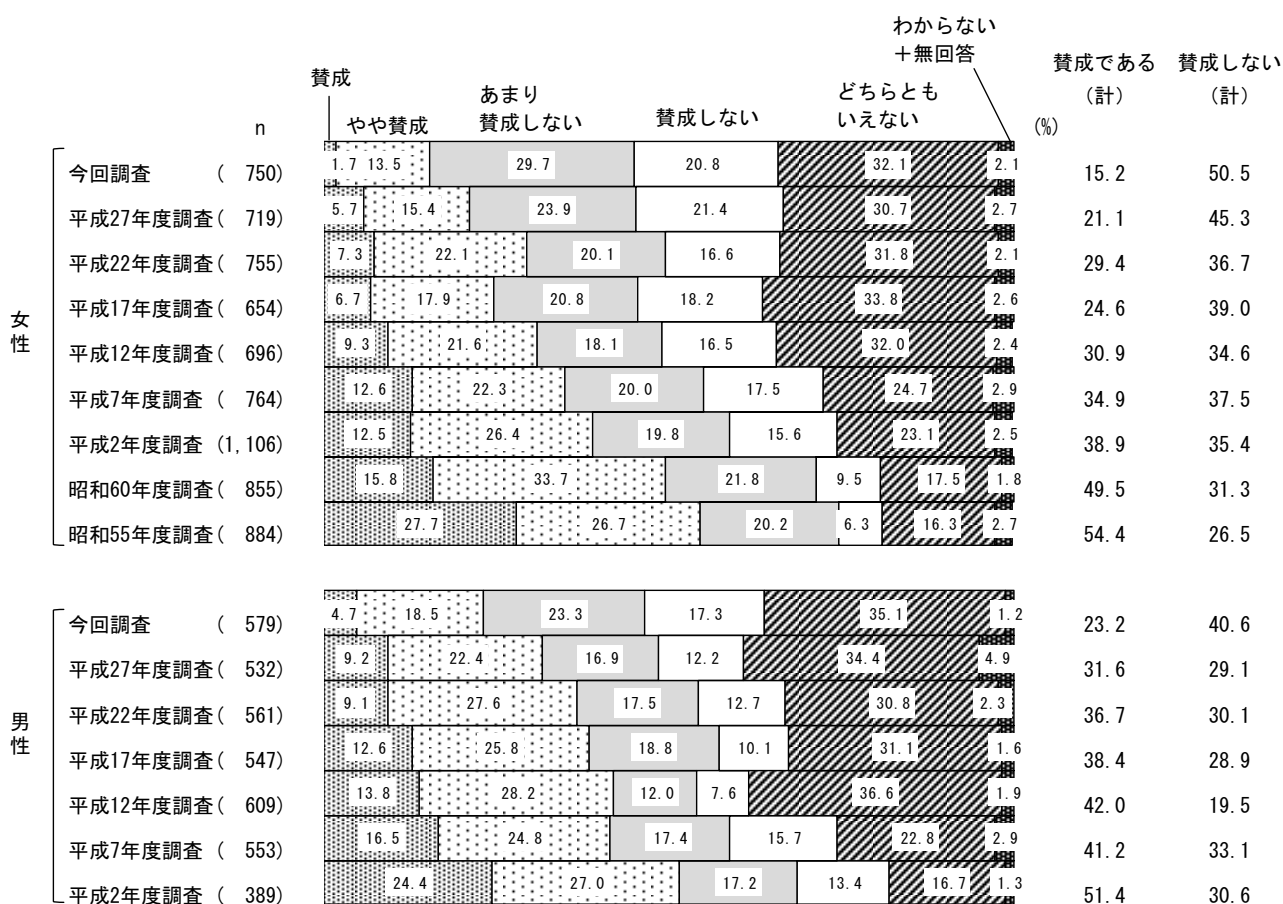 わからない
＋無回答
賛成である 賛成しない
賛成 （計） （計）
あまり どちらとも
n やや賛成 賛成しない 賛成しない いえない (%)
女性
今回調査 ( 750) 1.7 13.5 29.7 20.8 32.1 2.1 15.2 50.5
平成27年度調査( 719) 5.7 15.4 23.9 21.4 30.7 2.7 21.1 45.3
平成22年度調査( 755) 7.3 22.1 20.1 16.6 31.8 2.1 29.4 36.7
平成17年度調査( 654) 6.7 17.9 20.8 18.2 33.8 2.6 24.6 39.0
平成12年度調査( 696) 9.3 21.6 18.1 16.5 32.0 2.4 30.9 34.6
平成7年度調査 ( 764) 12.6 22.3 20.0 17.5 24.7 2.9 34.9 37.5
平成2年度調査 (1,106) 12.5 26.4 19.8 15.6 23.1 2.5 38.9 35.4
昭和60年度調査( 855) 15.8 33.7 21.8 9.5 17.5 1.8 49.5 31.3
昭和55年度調査( 884) 27.7 26.7 20.2 6.3 16.3 2.7 54.4 26.5
男性
今回調査 ( 579) 4.7 18.5 23.3 17.3 35.1 1.2 23.2 40.6
平成27年度調査( 532) 9.2 22.4 16.9 12.2 34.4 4.9 31.6 29.1
平成22年度調査( 561) 9.1 27.6 17.5 12.7 30.8 2.3 36.7 30.1
平成17年度調査( 547) 12.6 25.8 18.8 10.1 31.1 1.6 38.4 28.9
平成12年度調査( 609) 13.8 28.2 12.0 7.6 36.6 1.9 42.0 19.5
平成7年度調査 ( 553) 16.5 24.8 17.4 15.7 22.8 2.9 41.2 33.1
平成2年度調査 ( 389) 24.4 27.0 17.2 13.4 16.7 1.3 51.4 30.6